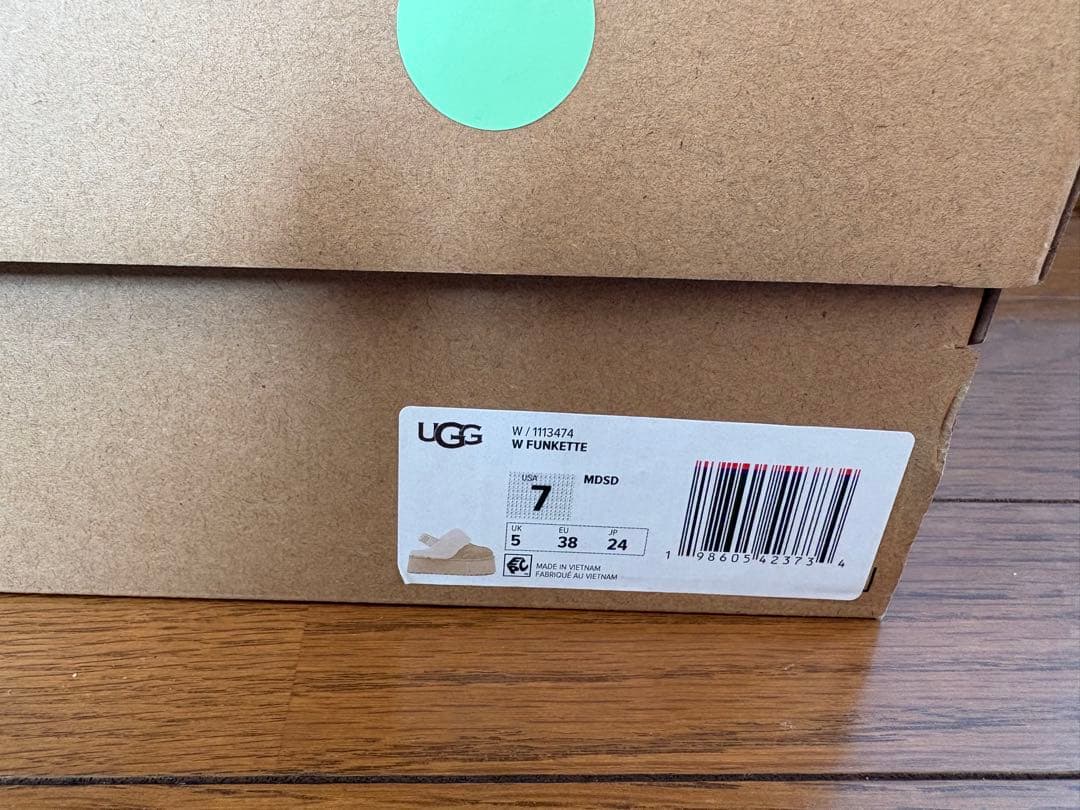 UGG
W / 1113474
W FUNKETTE
USA
7
MDSD
UK EU JP
5 38 24
MADE IN VIETNAM
FABRIQUÉ AU VIETNAM
1 98605 42373 4